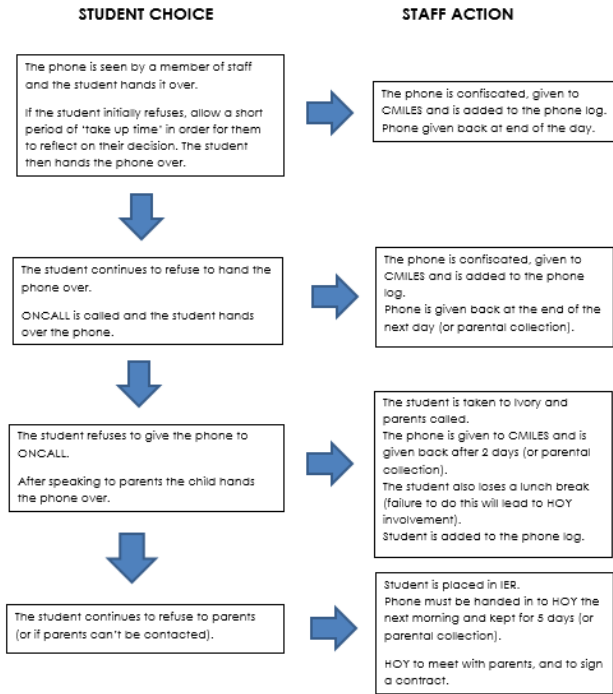 STUDENT CHOICE
STAFF ACTION
The phone is seen by a member of staff
and the student hands it over.
If the student initially refuses, allow a short
period of ‘take up time’ in order for them
to reflect on their decision. The student
then hands the phone over.
The phone is confiscated, given to
CMILES and is added to the phone log.
Phone given back at end of the day.
The student continues to refuse to hand the
phone over.
ONCALL is called and the student hands
over the phone.
The phone is confiscated, given to
CMILES and is added to the phone
log.
Phone is given back at the end of the
next day (or parental collection).
The student refuses to give the phone to
ONCALL.
After speaking to parents the child hands
the phone over.
The student is taken to Ivory and
parents called.
The phone is given to CMILES and is
given back after 2 days (or parental
collection).
The student also loses a lunch break
(failure to do this will lead to HOY
involvement).
Student is added to the phone log.
The student continues to refuse to parents
(or if parents can’t be contacted).
Student is placed in IER.
Phone must be handed in to HOY the
next morning and kept for 5 days (or
parental collection).
HOY to meet with parents, and to sign
a contract.